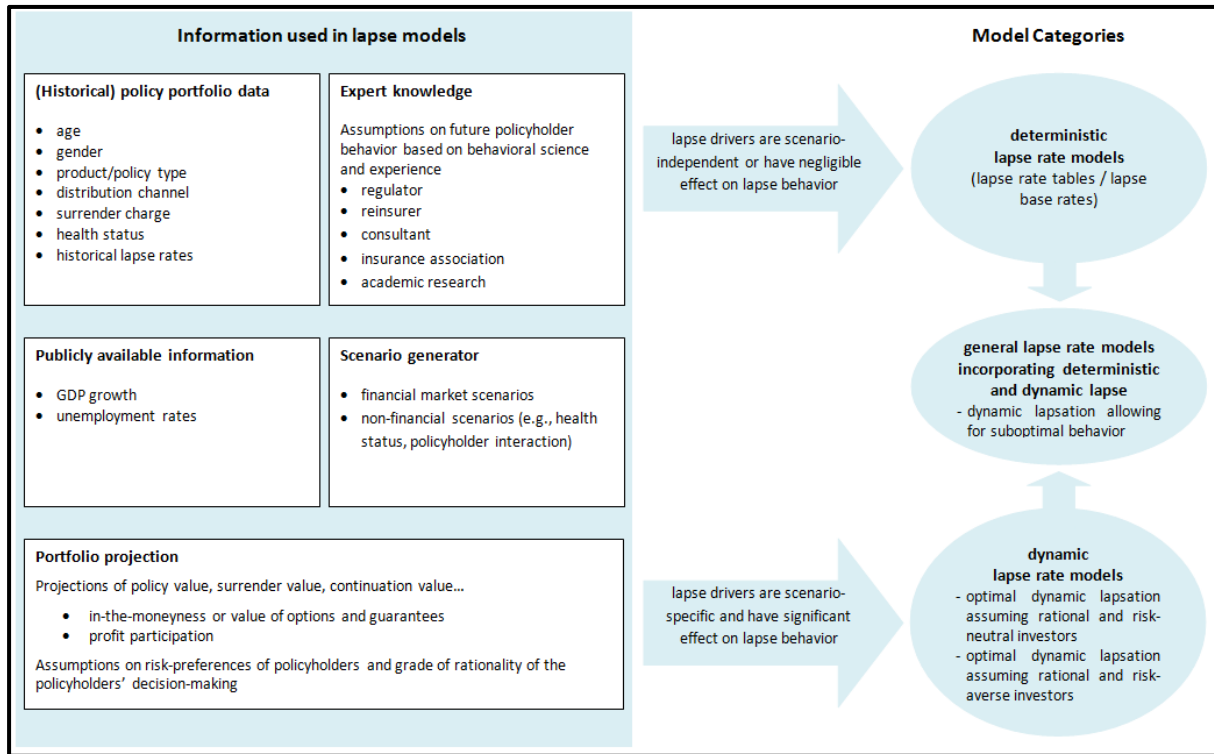 Information used in lapse models
(Historical) policy portfolio data
• age
• gender
• product/policy type
• distribution channel
• surrender charge
• health status
• historical lapse rates
Expert knowledge
Assumptions on future policyholder
behavior based on behavioral science
and experience
• regulator
• reinsurer
• consultant
• insurance association
• academic research
Publicly available information
• GDP growth
• unemployment rates
Scenario generator
• financial market scenarios
• non-financial scenarios (e.g., health
status, policyholder interaction)
Portfolio projection
Projections of policy value, surrender value, continuation value…
• in-the-moneyness or value of options and guarantees
• profit participation
Assumptions on risk-preferences of policyholders and grade of rationality of the
policyholders' decision-making
lapse drivers are scenario-
independent or have negligible
effect on lapse behavior
lapse drivers are scenario-
specific and have significant
effect on lapse behavior
Model Categories
deterministic
lapse rate models
(lapse rate tables / lapse
base rates)
general lapse rate models
incorporating deterministic
and dynamic lapse
- dynamic lapsation allowing
for suboptimal behavior
dynamic
lapse rate models
- optimal dynamic lapsation
assuming rational and risk-
neutral investors
- optimal dynamic lapsation
assuming rational and risk-
averse investors